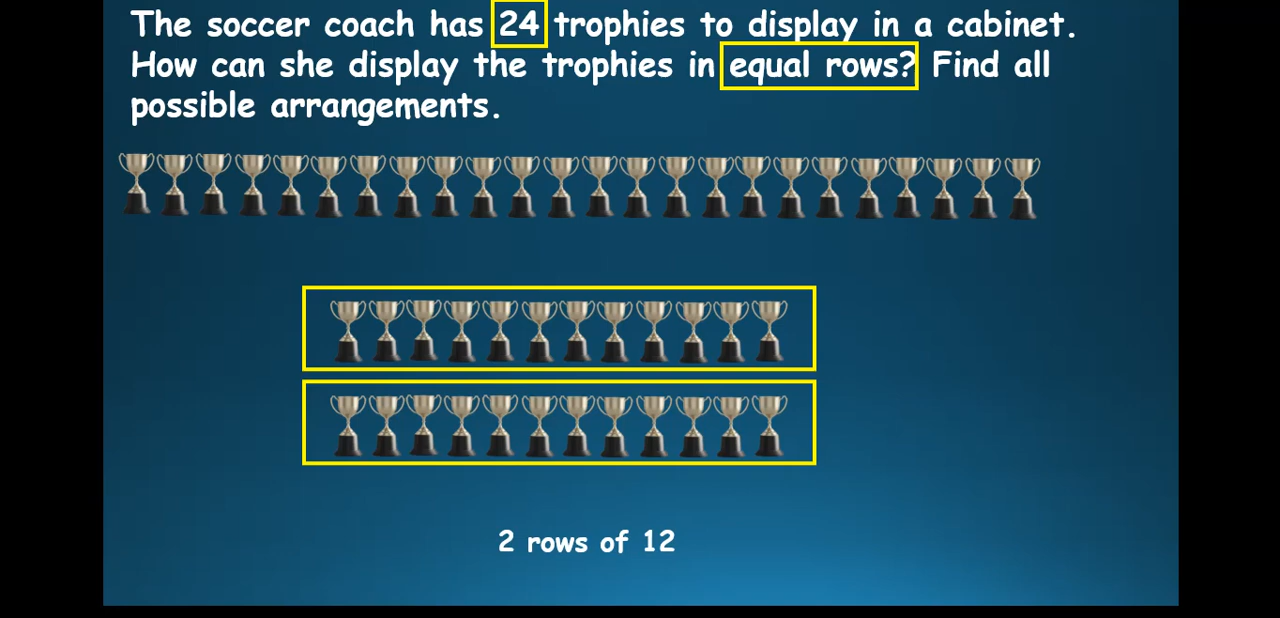 The soccer coach has 24 trophies to display in a cabinet.
How can she display the trophies in equal rows? Find all
possible arrangements.
2 rows of 12